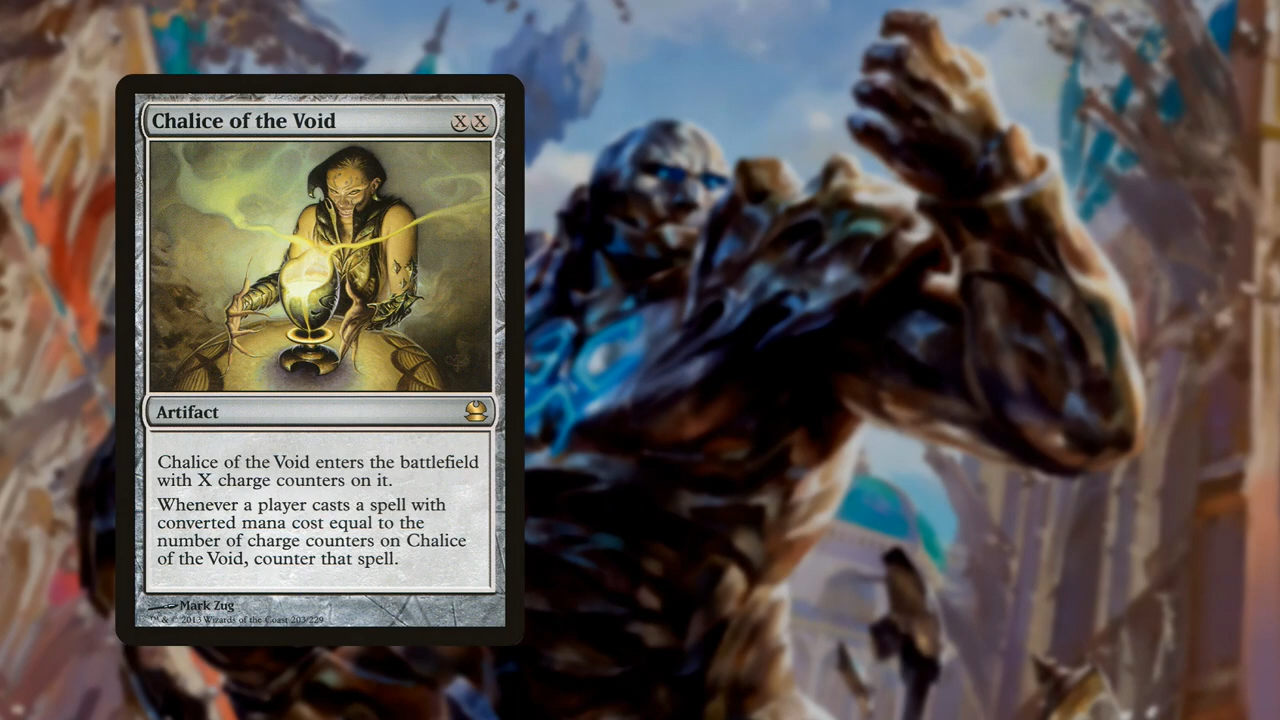 Chalice of the Void XX
Artifact
Chalice of the Void enters the battlefield
with X charge counters on it.
Whenever a player casts a spell with
converted mana cost equal to the
number of charge counters on Chalice
of the Void, counter that spell.
Mark Zug
™ & © 2013 Wizards of the Coast 203/229